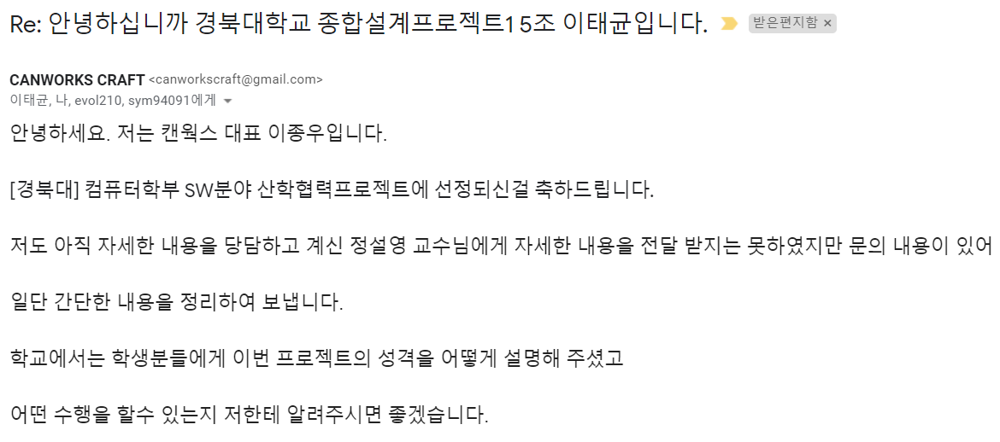 Re: 안녕하십니까 경북대학교 종합설계프로젝트15조 이태균입니다.
받은편지함 ×
CANWORKS CRAFT <canworkscraft@gmail.com>
이태균, 나, evol210, sym94091에게
안녕하세요. 저는 캔웍스 대표 이종우입니다.
[경북대] 컴퓨터학부 SW분야 산학협력프로젝트에 선정되신걸 축하드립니다.
저도 아직 자세한 내용을 당담하고 계신 정설영 교수님에게 자세한 내용을 전달 받지는 못하였지만 문의 내용이 있어
일단 간단한 내용을 정리하여 보냅니다.
학교에서는 학생분들에게 이번 프로젝트의 성격을 어떻게 설명해 주셨고
어떤 수행을 할수 있는지 저한테 알려주시면 좋겠습니다.